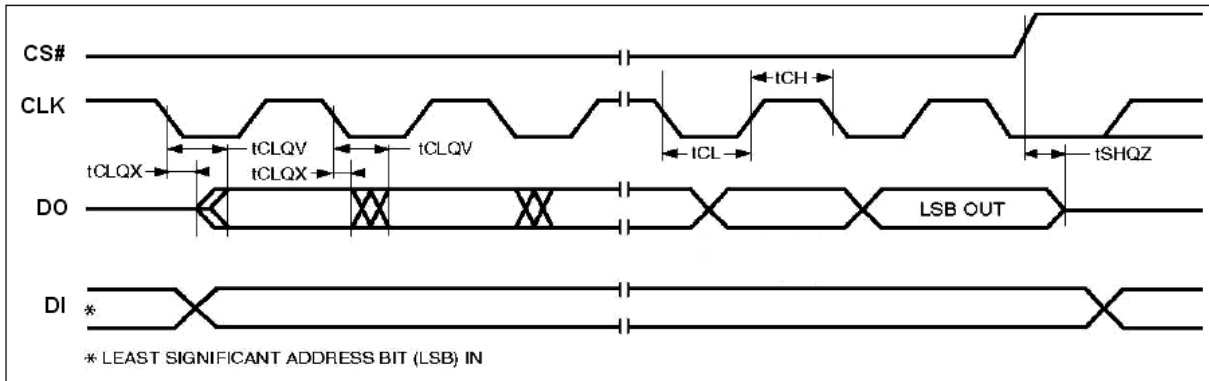 CS#
tCH
CLK
tCLQV
tCLQV
tCL
tSHQZ
tCLQX
tCLQX
DO
LSB OUT
DI
*
* LEAST SIGNIFICANT ADDRESS BIT (LSB) IN